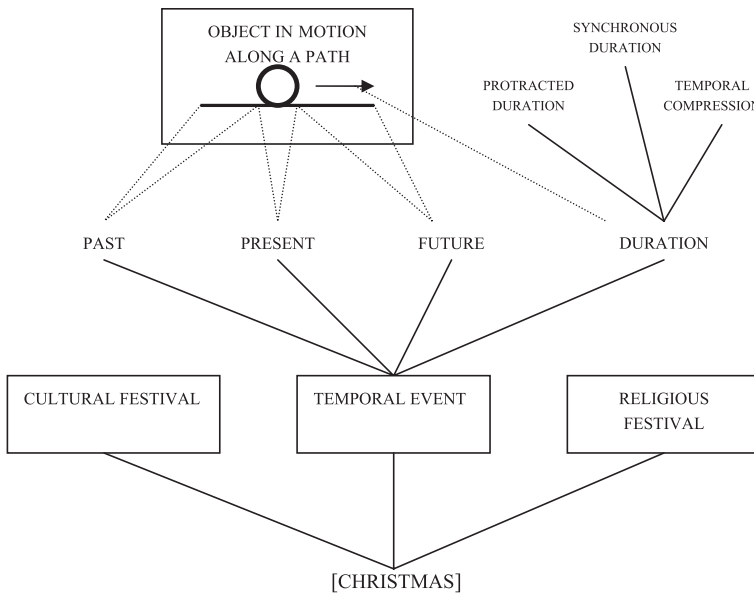 OBJECT IN MOTION
ALONG A PATH
SYNCHRONOUS
DURATION
PROTRACTED
DURATION
TEMPORAL
COMPRESSION
PAST
PRESENT
FUTURE
DURATION
CULTURAL FESTIVAL
TEMPORAL EVENT
RELIGIOUS
FESTIVAL
[CHRISTMAS]